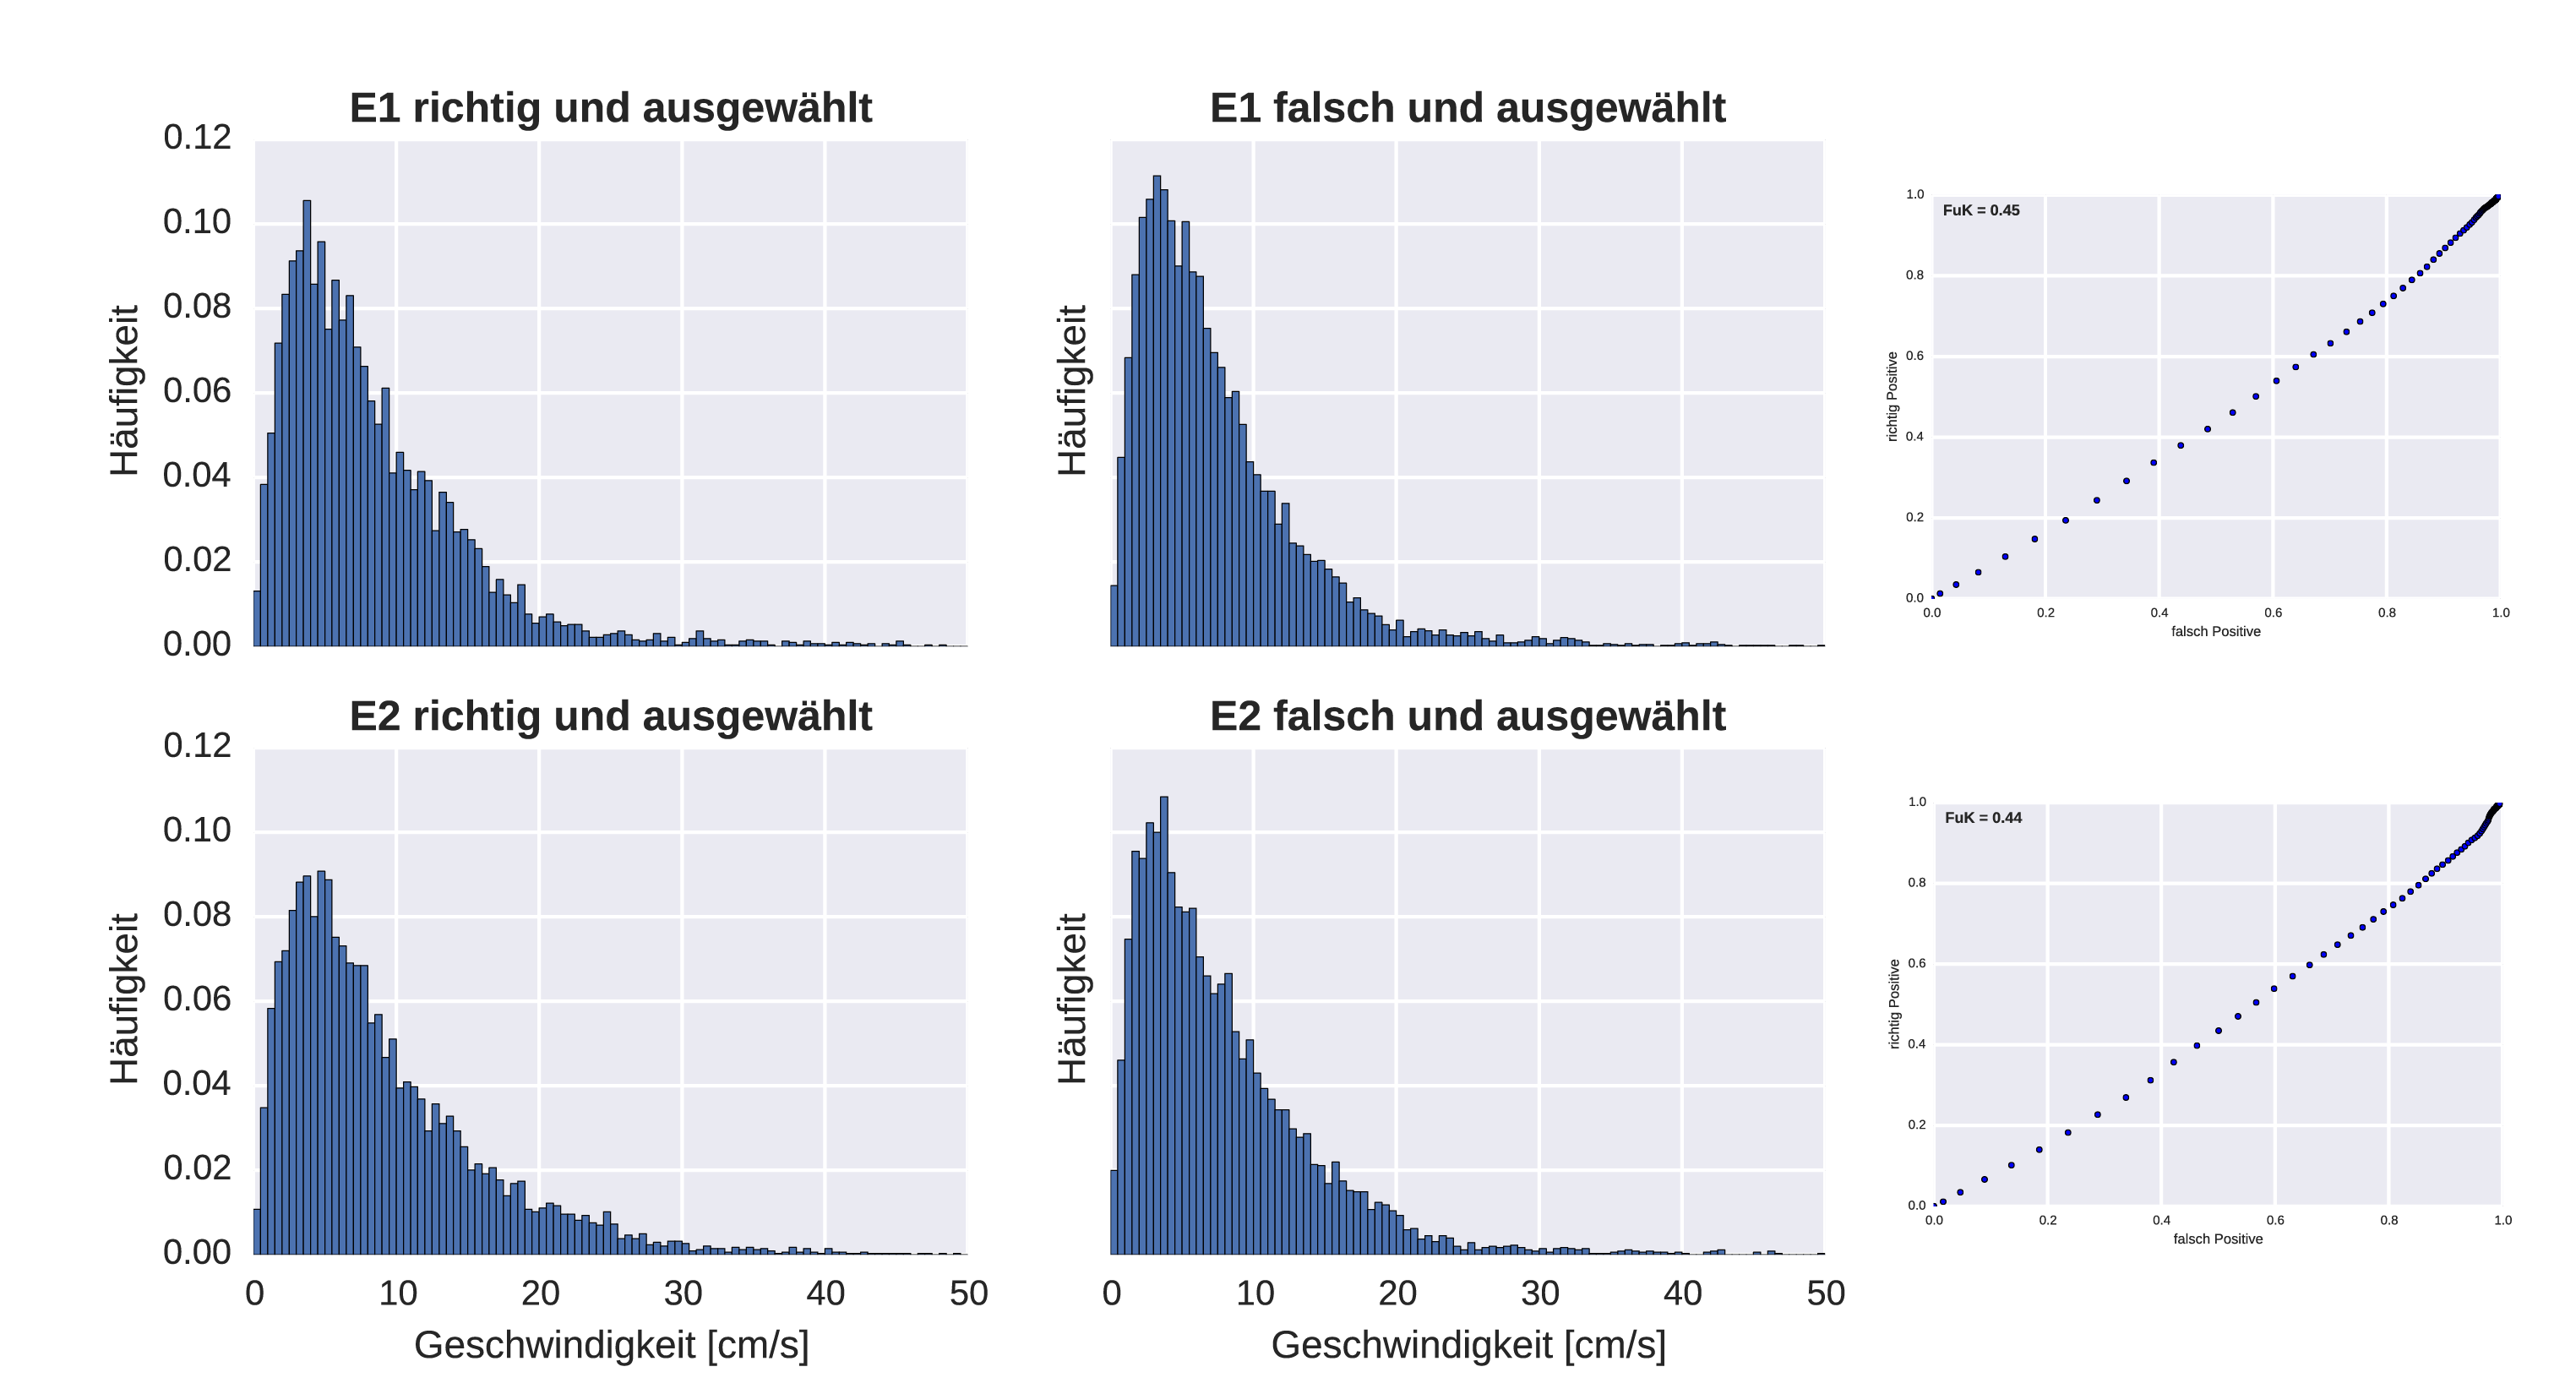 E1 richtig und ausgewählt
0.12
0.10
0.08
0.06
0.04
0.02
0.00
Häufigkeit
E1 falsch und ausgewählt
Häufigkeit
FuK = 0.45
1.0
0.8
0.6
0.4
0.2
0.0
richtig Positive
0.0 0.2 0.4 0.6 0.8 1.0
falsch Positive
E2 richtig und ausgewählt
0.12
0.10
0.08
0.06
0.04
0.02
0.00
Häufigkeit
0 10 20 30 40 50
Geschwindigkeit [cm/s]
E2 falsch und ausgewählt
Häufigkeit
0 10 20 30 40 50
Geschwindigkeit [cm/s]
FuK = 0.44
1.0
0.8
0.6
0.4
0.2
0.0
richtig Positive
0.0 0.2 0.4 0.6 0.8 1.0
falsch Positive